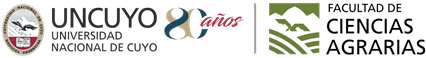 UNCUYO
UNIVERSIDAD
NACIONAL DE CUYO
80 años
FACULTAD DE
CIENCIAS
AGRARIAS